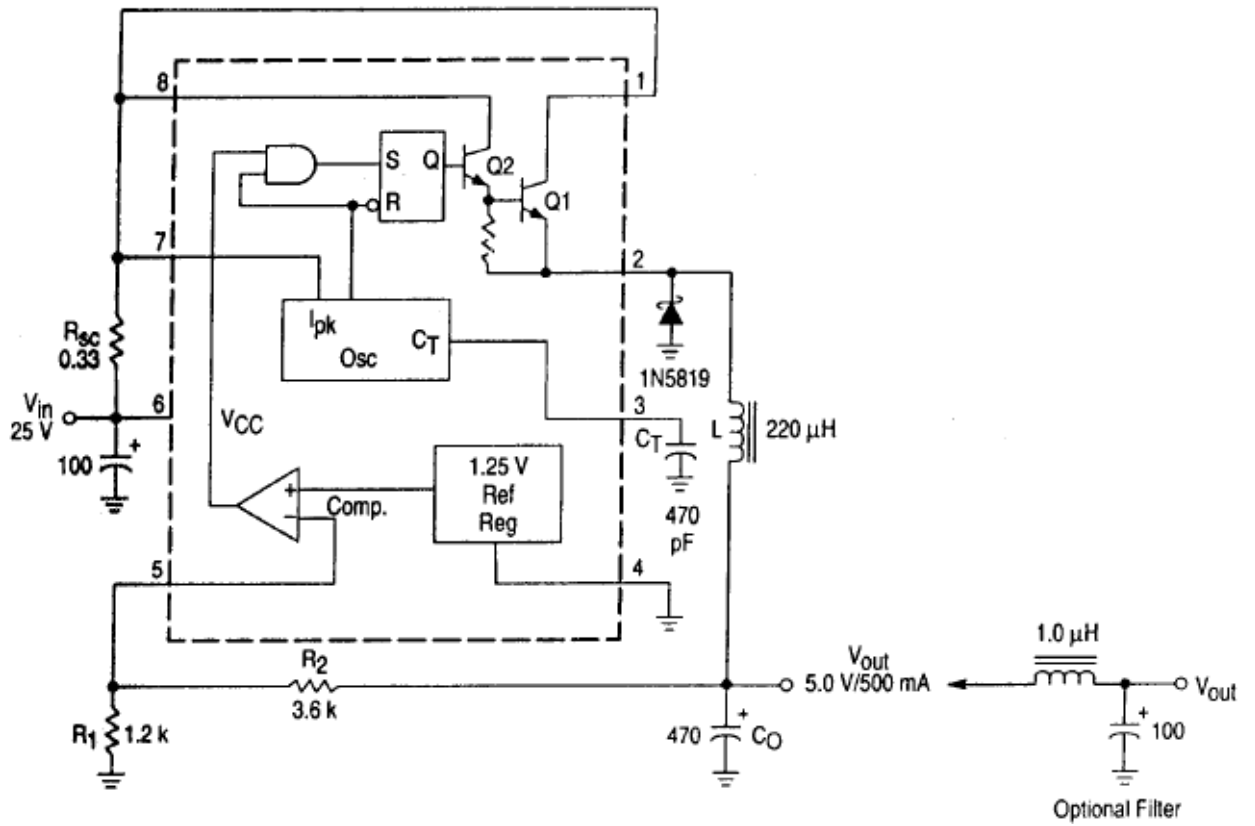 8
1
S
Q
Q2
R
Q1
7
2
Ipk
CT
Osc
Rsc
0.33
1N5819
Vin
25 V
6
VCC
3
CT
L
220 µH
+
100
1.25 V
Ref
Reg
+
−
Comp.
470
pF
5
4
R2
3.6 k
Vout
5.0 V/500 mA
1.0 µH
Vout
R1
1.2 k
470
+
CO
+
100
Optional Filter